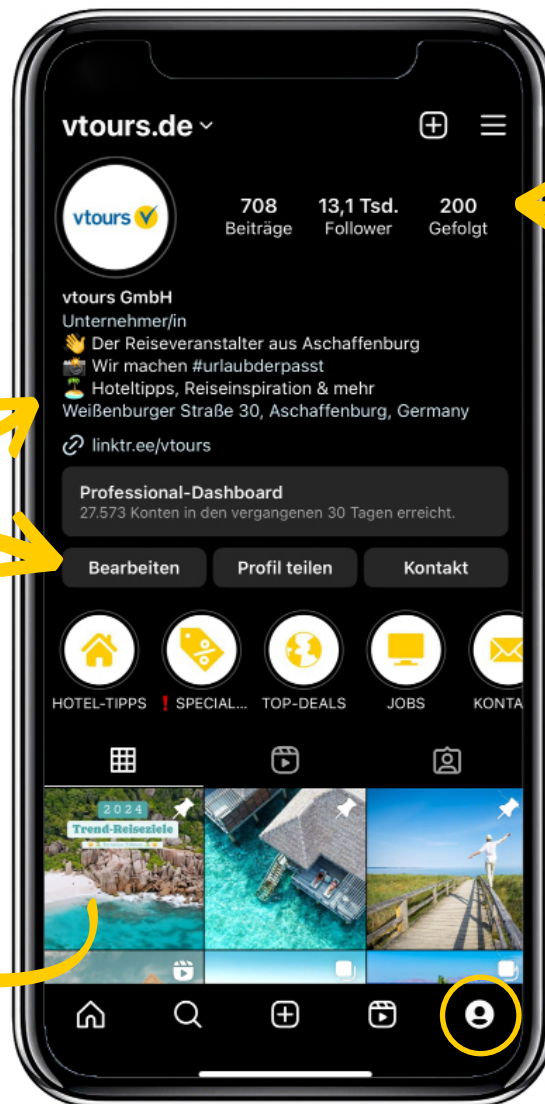 vtours.de
vtours
708 13,1 Tsd. 200
Beiträge Follower Gefolgt
vtours GmbH
Unternehmer/in
👋 Der Reiseveranstalter aus Aschaffenburg
📸 Wir machen #urlaubderpasst
🏝️ Hoteltipps, Reiseinspiration & mehr
Weißenburger Straße 30, Aschaffenburg, Germany
linktr.ee/vtours
Professional-Dashboard
27.573 Konten in den vergangenen 30 Tagen erreicht.
Bearbeiten Profil teilen Kontakt
HOTEL-TIPPS ❗ SPECIAL... TOP-DEALS JOBS KONTA
2024
Trend-Reiseziele